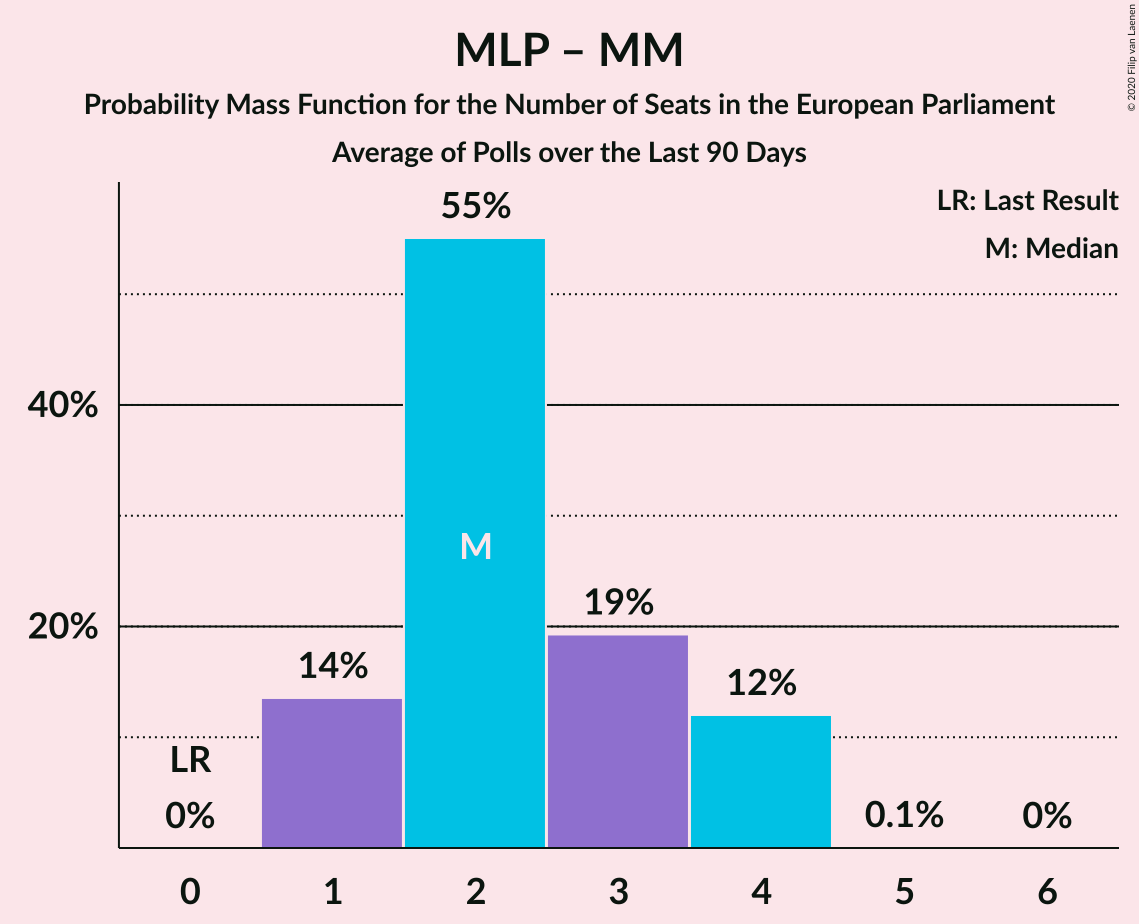 MLP – MM
Probability Mass Function for the Number of Seats in the European Parliament
Average of Polls over the Last 90 Days
© 2020 Filip van Laenen
LR: Last Result
M: Median
55%
40%
M
19%
20%
14%
12%
LR
0%
0.1%
0%
0 1 2 3 4 5 6